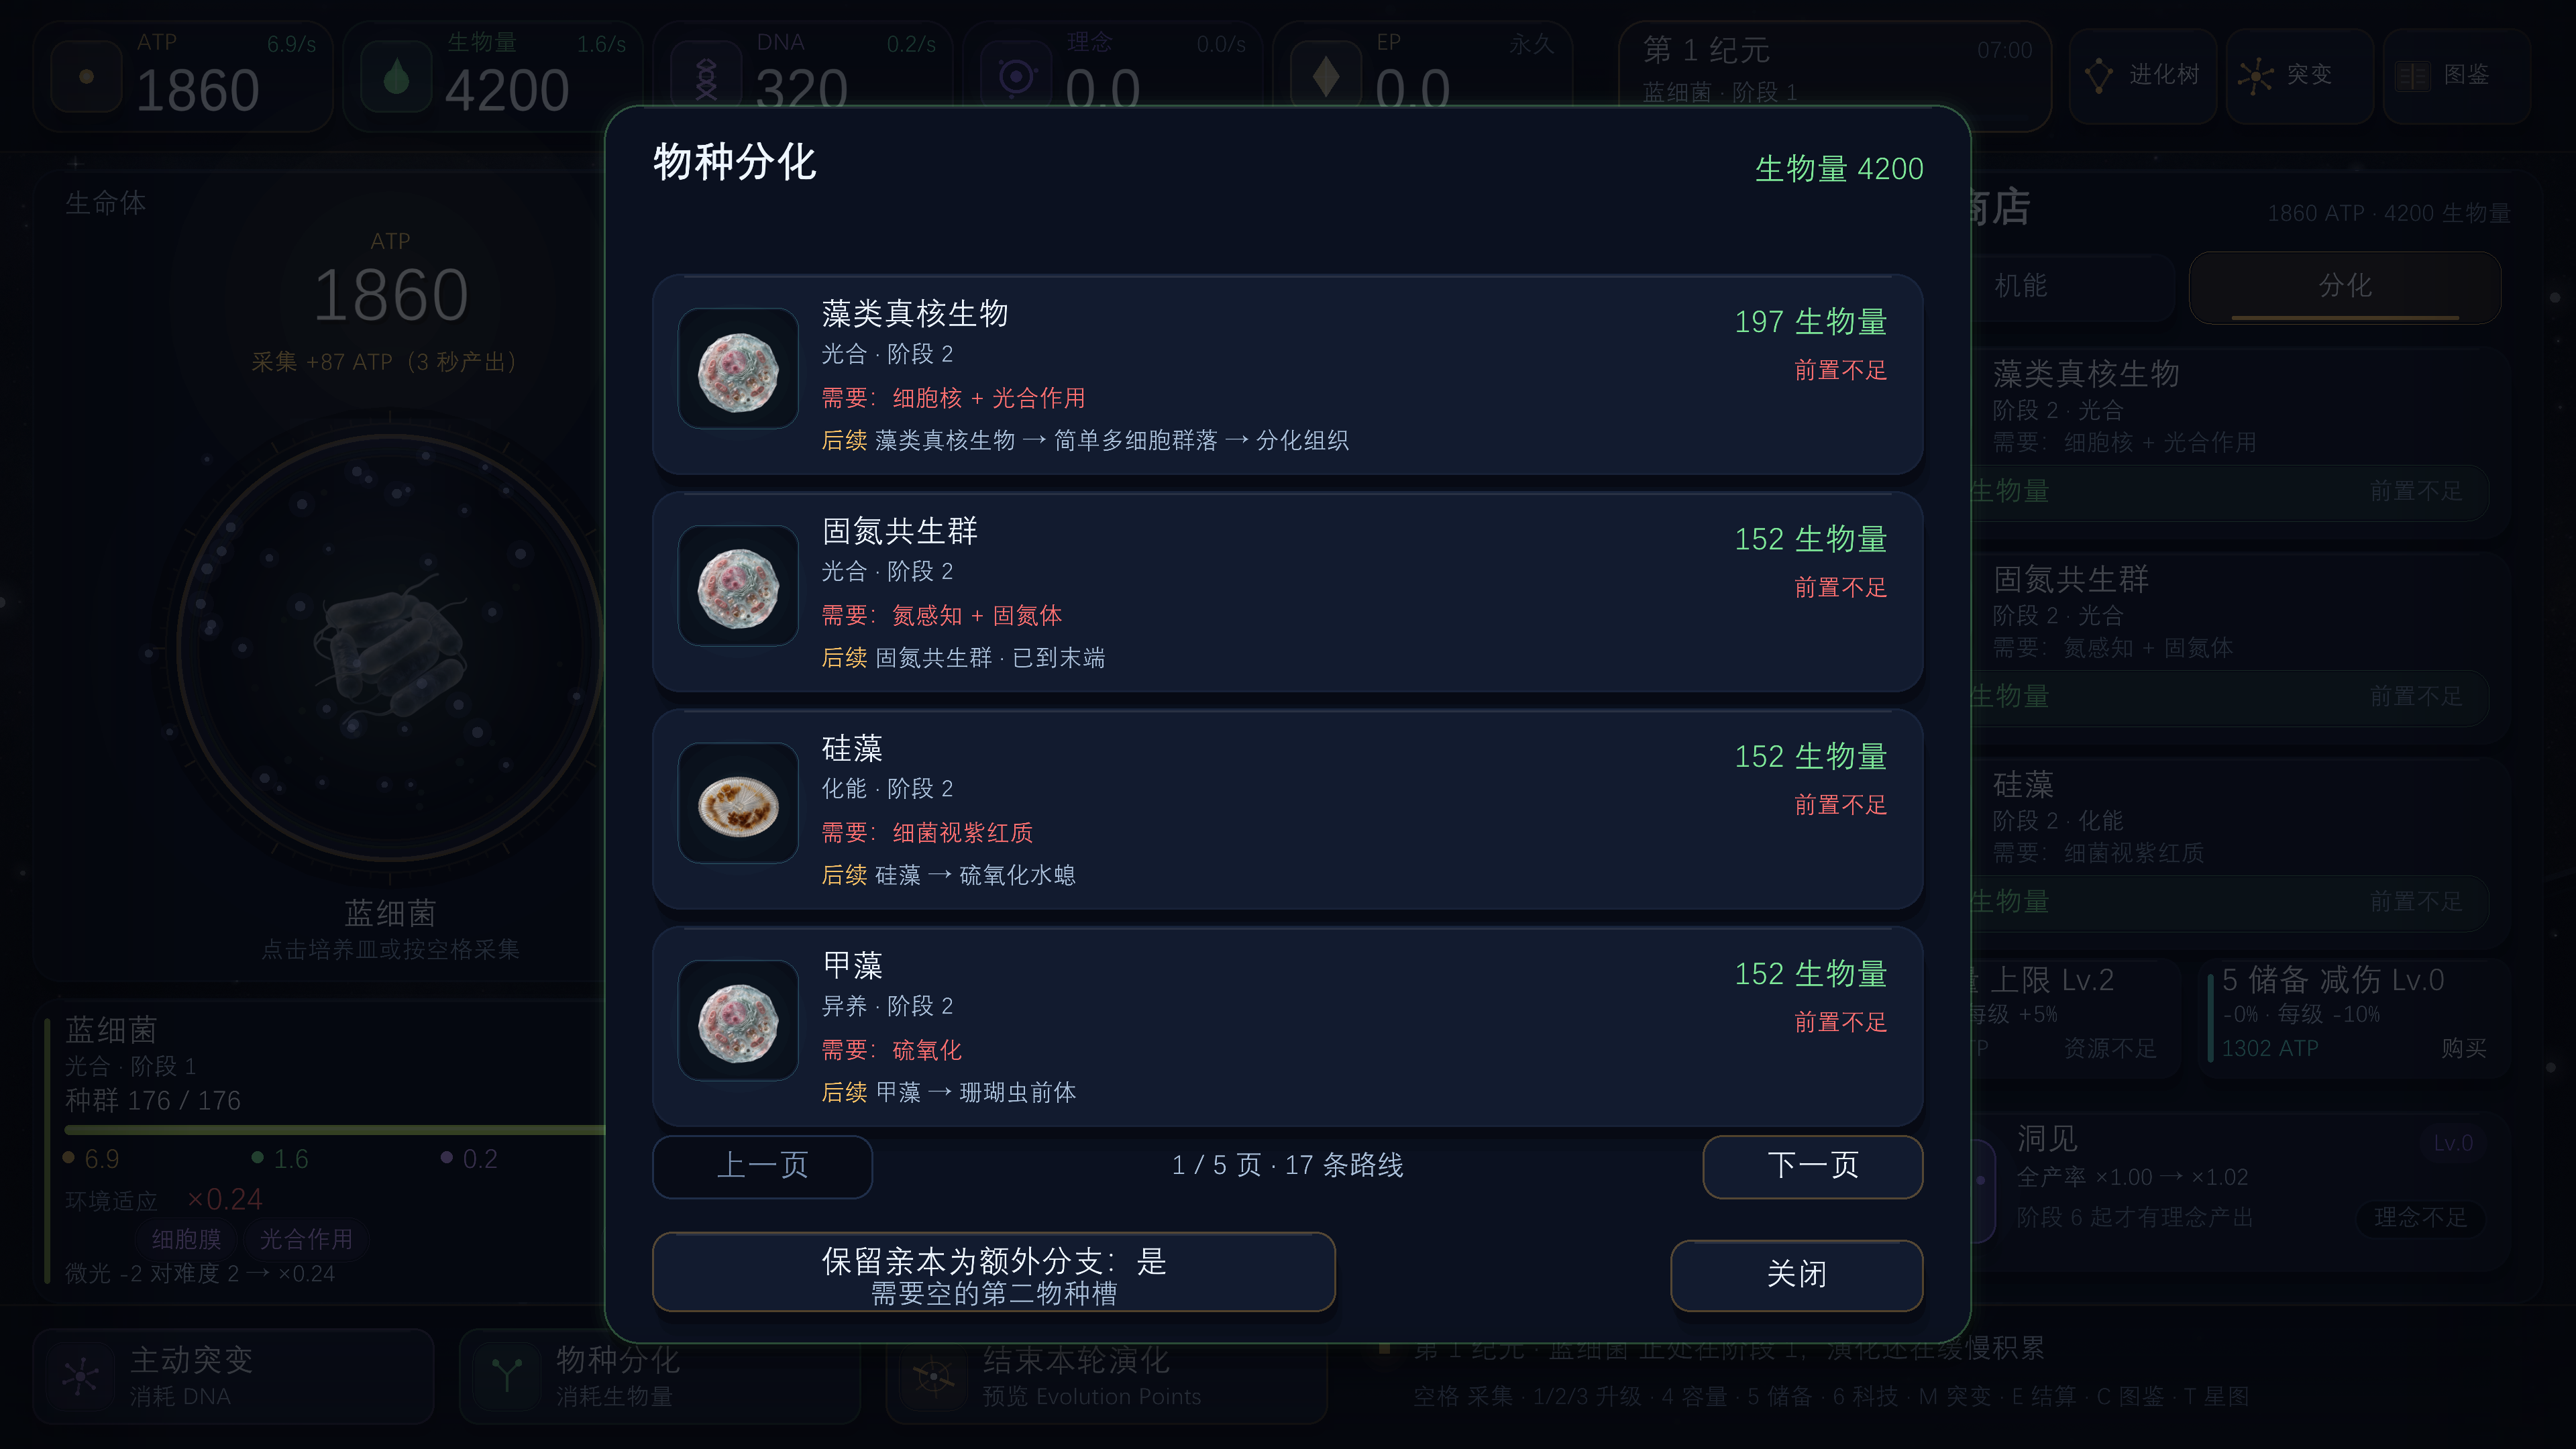 ATP 6.9/s
1860
生物量 1.6/s
4200
DNA 0.2/s
320
理念 0.0/s
0.0
EP 永久
0.0
第 1 纪元 07:00
蓝细菌 · 阶段 1
进化树
突变
图鉴
生命体
ATP
1860
采集 +87 ATP（3 秒产出）
蓝细菌
点击培养皿或按空格采集
蓝细菌
光合 · 阶段 1
种群 176 / 176
6.9 1.6 0.2
环境适应 ×0.24
细胞膜 光合作用
微光 -2 对难度 2 → ×0.24
物种分化 生物量 4200
藻类真核生物 197 生物量
光合 · 阶段 2 前置不足
需要：细胞核 + 光合作用
后续 藻类真核生物 → 简单多细胞群落 → 分化组织
固氮共生群 152 生物量
光合 · 阶段 2 前置不足
需要：氮感知 + 固氮体
后续 固氮共生群 · 已到末端
硅藻 152 生物量
化能 · 阶段 2 前置不足
需要：细菌视紫红质
后续 硅藻 → 硫氧化水螅
甲藻 152 生物量
异养 · 阶段 2 前置不足
需要：硫氧化
后续 甲藻 → 珊瑚虫前体
上一页 1 / 5 页 · 17 条路线 下一页
保留亲本为额外分支：是
需要空的第二物种槽
关闭
商店 1860 ATP · 4200 生物量
机能 分化
藻类真核生物
阶段 2 · 光合
需要：细胞核 + 光合作用
生物量 前置不足
固氮共生群
阶段 2 · 光合
需要：氮感知 + 固氮体
生物量 前置不足
硅藻
阶段 2 · 化能
需要：细菌视紫红质
生物量 前置不足
上限 Lv.2
每级 +5%
资源不足
5 储备 减伤 Lv.0
-0% · 每级 -10%
1302 ATP 购买
洞见 Lv.0
全产率 ×1.00 → ×1.02
阶段 6 起才有理念产出 理念不足
主动突变
消耗 DNA
物种分化
消耗生物量
结束本轮演化
预览 Evolution Points
第 1 纪元 · 蓝细菌 正处在阶段 1，演化还在缓慢积累
空格 采集 · 1/2/3 升级 · 4 容量 · 5 储备 · 6 科技 · M 突变 · E 结算 · C 图鉴 · T 星图